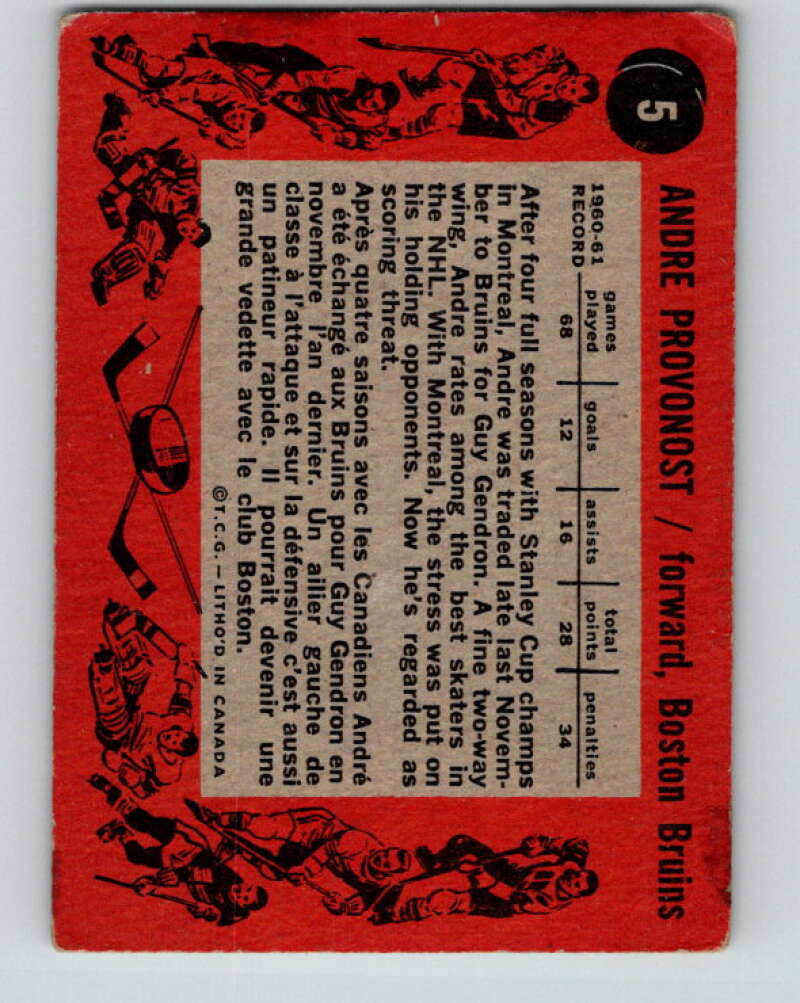 5
ANDRE PROVONOST / forward, Boston Bruins
1960-61 RECORD
games played goals assists total points penalties
68 12 16 28 34
After four full seasons with Stanley Cup champs
in Montreal, Andre was traded late last Novem-
ber to Bruins for Guy Gendron. A fine two-way
wing, Andre rates among the best skaters in
the NHL. With Montreal, the stress was put on
his holding opponents. Now he's regarded as
scoring threat.
Après quatre saisons avec les Canadiens André
a été échangé aux Bruins pour Guy Gendron en
novembre, l'an dernier. Un ailier gauche de
classe à l'attaque et sur la défensive c'est aussi
un patineur rapide. Il pourrait devenir une
grande vedette avec le club Boston.
©T.C.G. — LITHO'D IN CANADA